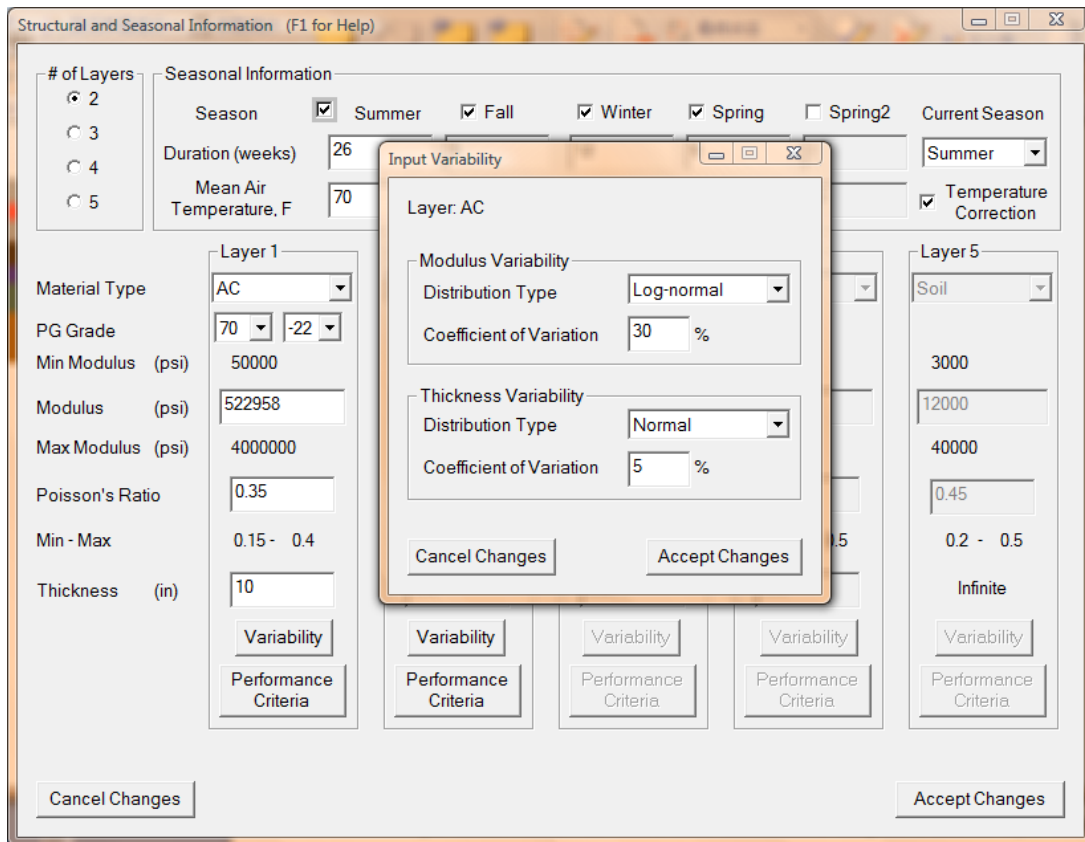 Structural and Seasonal Information (F1 for Help)
# of Layers
2
3
4
5
Seasonal Information
Season Summer Fall Winter Spring Spring2 Current Season
Duration (weeks) 26 Summer
Mean Air
Temperature, F 70 Temperature
Correction
Input Variability
Layer: AC
Modulus Variability
Distribution Type Log-normal
Coefficient of Variation 30 %
Thickness Variability
Distribution Type Normal
Coefficient of Variation 5 %
Cancel Changes Accept Changes
Layer 1 Layer 5
Material Type AC Soil
PG Grade 70 -22
Min Modulus (psi) 50000 3000
Modulus (psi) 522958 12000
Max Modulus (psi) 4000000 40000
Poisson's Ratio 0.35 0.45
Min - Max 0.15 - 0.4 0.2 - 0.5
Thickness (in) 10 Infinite
Variability Variability Variability Variability Variability
Performance Performance Performance Performance Performance
Criteria Criteria Criteria Criteria Criteria
Cancel Changes Accept Changes